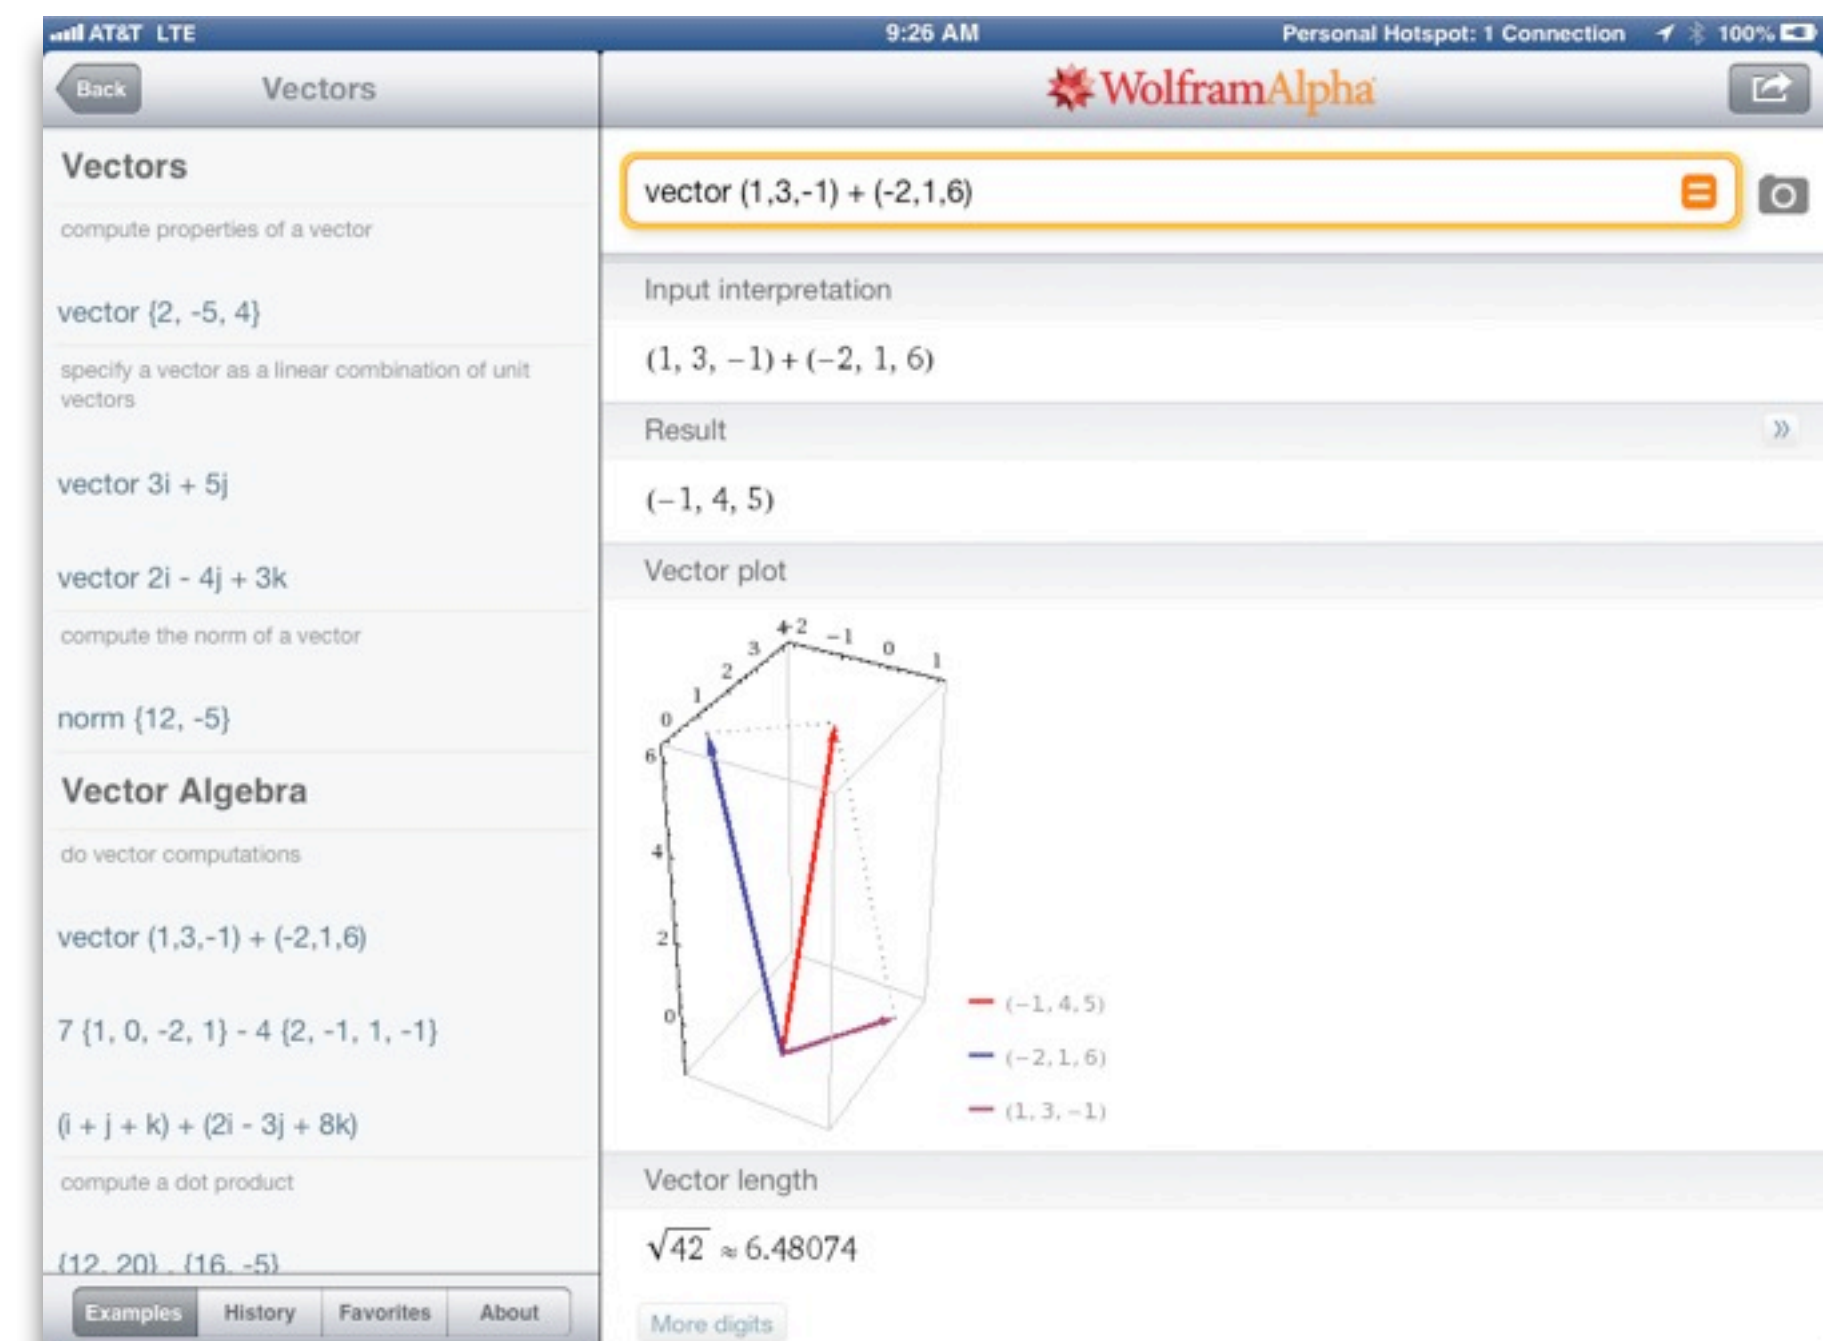 AT&T LTE 9:26 AM Personal Hotspot: 1 Connection 100%
Back Vectors
WolframAlpha
Vectors
compute properties of a vector
vector {2, -5, 4}
specify a vector as a linear combination of unit
vectors
vector 3i + 5j
vector 2i - 4j + 3k
compute the norm of a vector
norm {12, -5}
Vector Algebra
do vector computations
vector (1,3,-1) + (-2,1,6)
7 {1, 0, -2, 1} - 4 {2, -1, 1, -1}
(i + j + k) + (2i - 3j + 8k)
compute a dot product
{12, 20} . {16, -5}
Examples History Favorites About
vector (1,3,-1) + (-2,1,6)
Input interpretation
(1, 3, −1) + (−2, 1, 6)
Result
(−1, 4, 5)
Vector plot
4 -2 −1 0 1
3
2
1
0
6
4
2
0
(−1, 4, 5)
(−2, 1, 6)
(1, 3, −1)
Vector length
√42 ≈ 6.48074
More digits